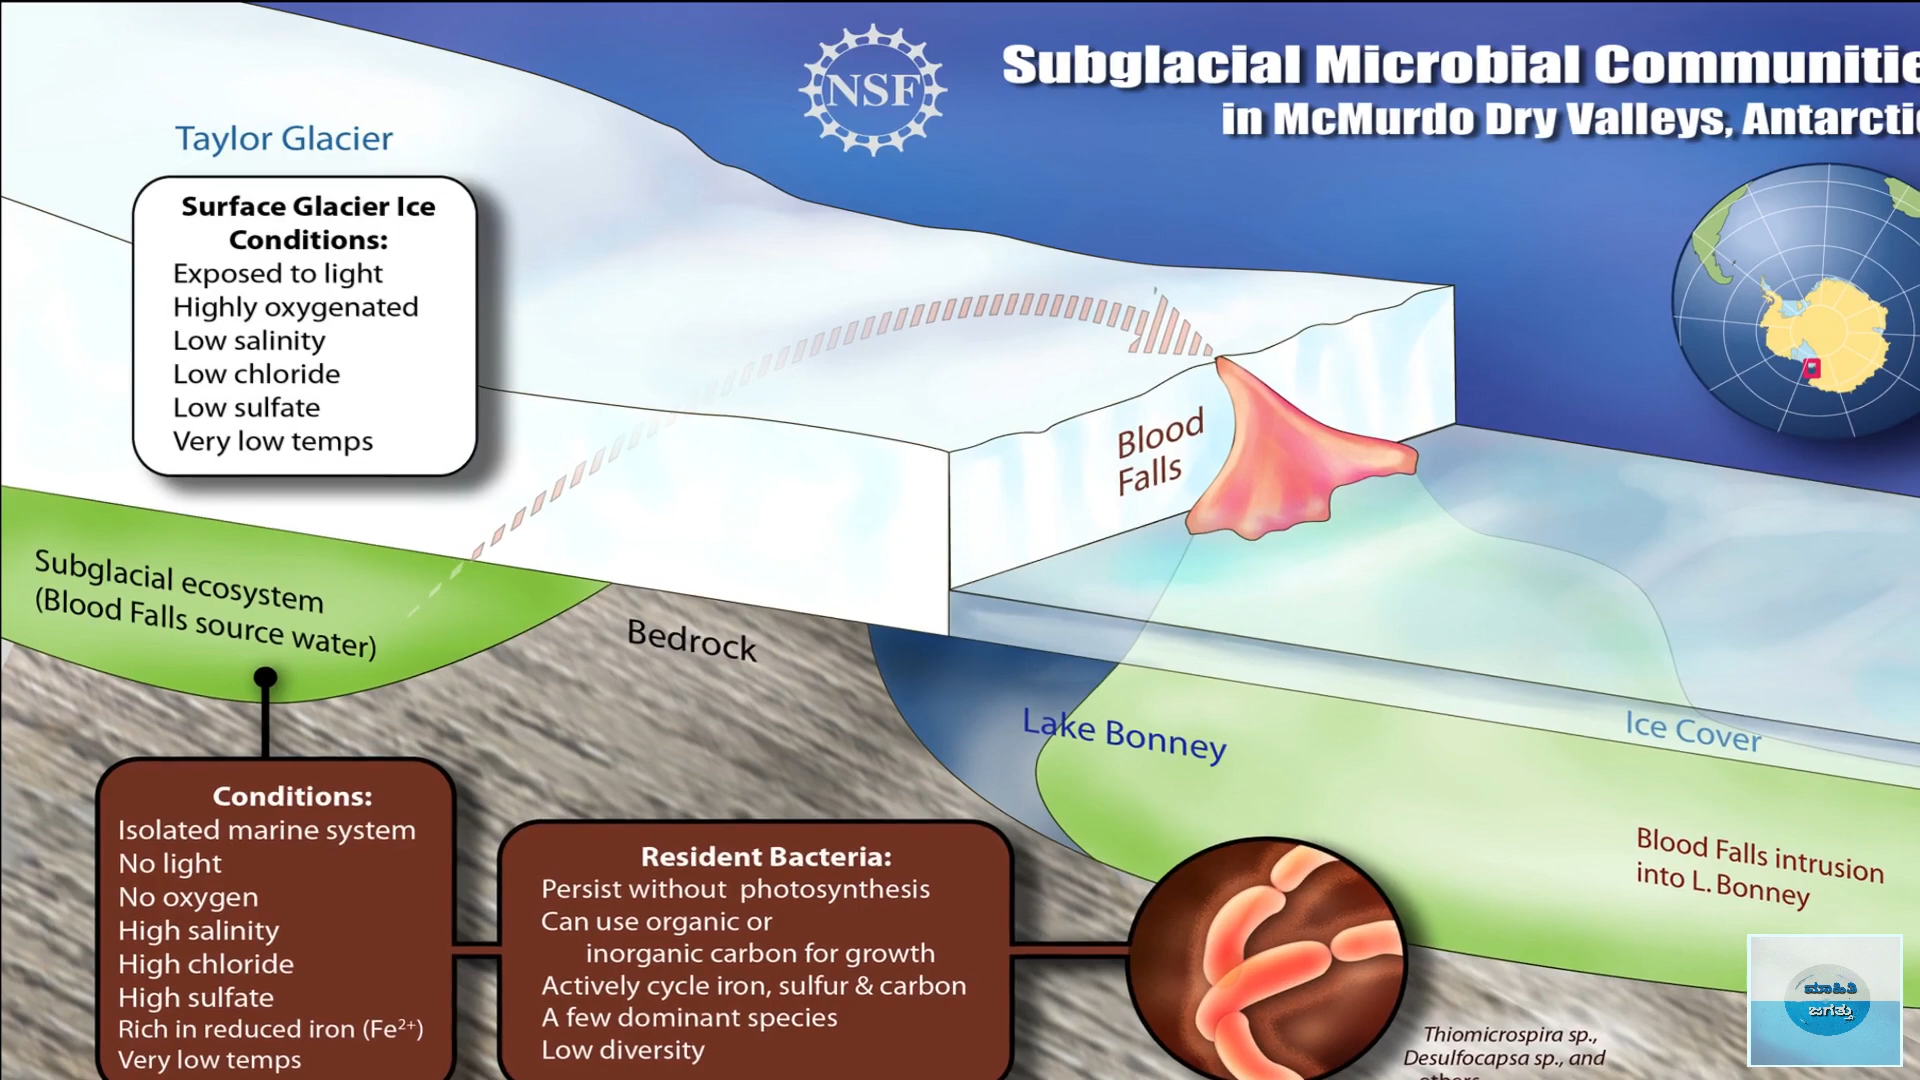 NSF
Subglacial Microbial Communitie
in McMurdo Dry Valleys, Antarctic
Taylor Glacier
Surface Glacier Ice
Conditions:
Exposed to light
Highly oxygenated
Low salinity
Low chloride
Low sulfate
Very low temps
Blood
Falls
Subglacial ecosystem
(Blood Falls source water)
Bedrock
Lake Bonney
Ice Cover
Blood Falls intrusion
into L. Bonney
Conditions:
Isolated marine system
No light
No oxygen
High salinity
High chloride
High sulfate
Rich in reduced iron (Fe²⁺)
Very low temps
Resident Bacteria:
Persist without photosynthesis
Can use organic or
inorganic carbon for growth
Actively cycle iron, sulfur & carbon
A few dominant species
Low diversity
Thiomicrospira sp.,
Desulfocapsa sp., and
others
ಮಾಹಿತಿ
ಜಗತ್ತು